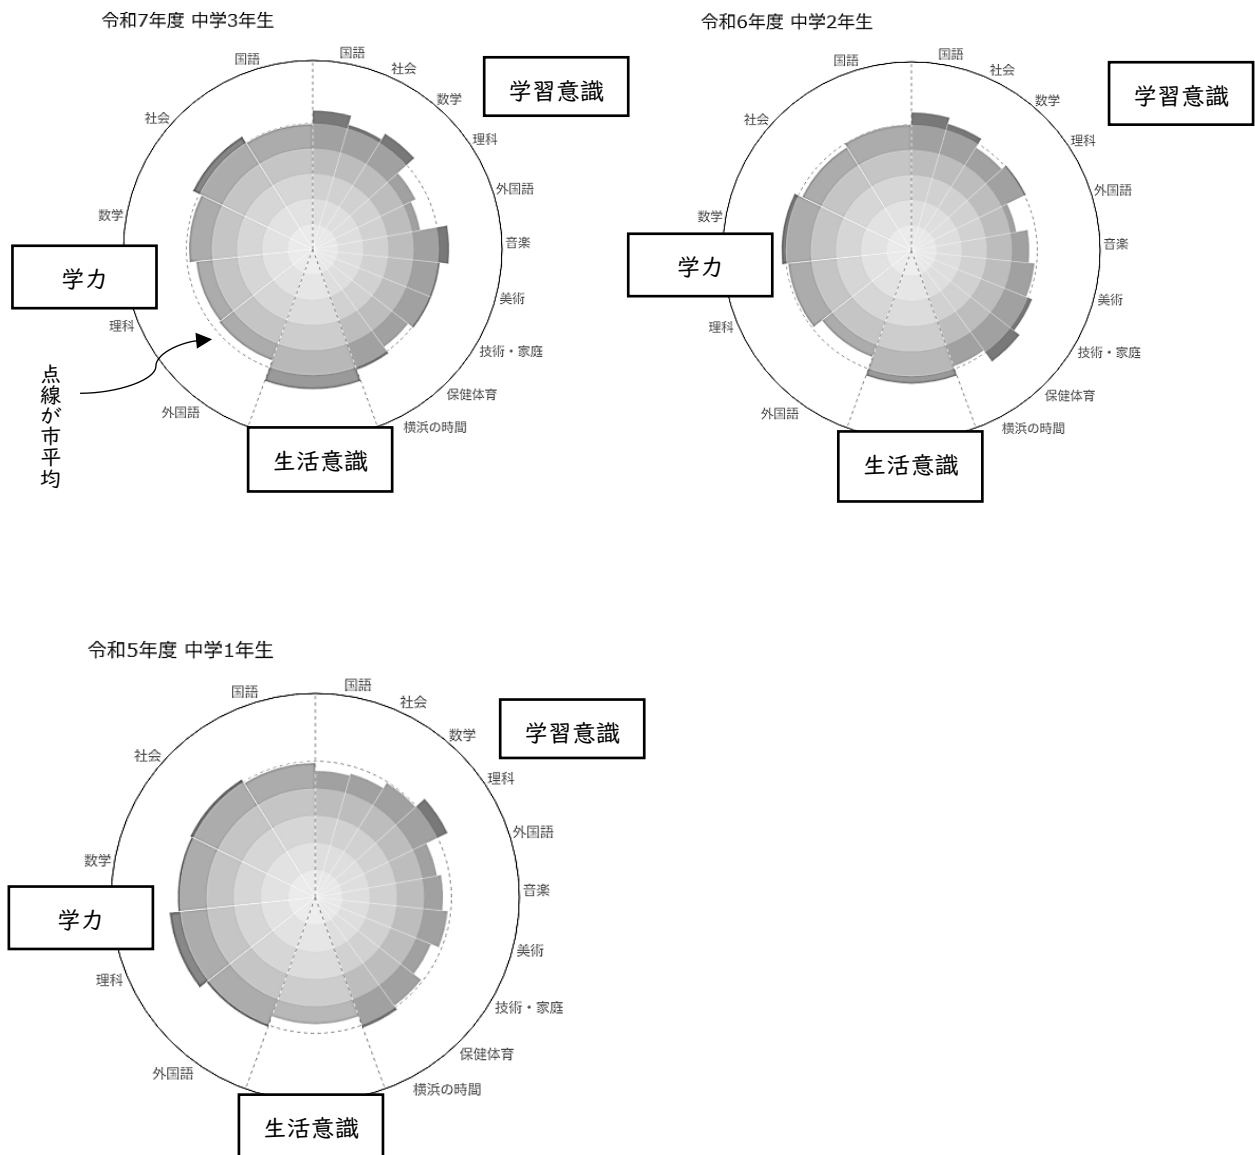 令和7年度 中学3年生
国語
社会
数学
理科
外国語
音楽
美術
技術・家庭
保健体育
横浜の時間
国語
社会
数学
理科
外国語
学習意識
学力
生活意識
点線が市平均
令和6年度 中学2年生
国語
社会
数学
理科
外国語
音楽
美術
技術・家庭
保健体育
横浜の時間
国語
社会
数学
理科
外国語
学習意識
学力
生活意識
令和5年度 中学1年生
国語
社会
数学
理科
外国語
音楽
美術
技術・家庭
保健体育
横浜の時間
国語
社会
数学
理科
外国語
学習意識
学力
生活意識